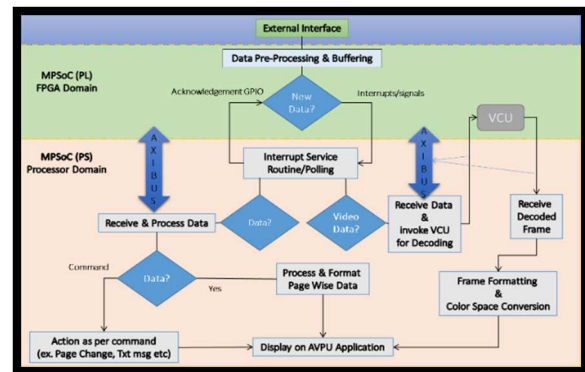 External Interface
Data Pre-Processing & Buffering
MPSoC (PL)
FPGA Domain
Acknowledgement GPIO
New
Data?
Interrupts/signals
VCU
AXIBUS
AXIBUS
MPSoC (PS)
Processor Domain
Interrupt Service
Routine/Polling
Receive & Process Data
Data?
Video
Data?
Receive Data
&
invoke VCU
for Decoding
Receive
Decoded
Frame
Command
Data?
Yes
Process & Format
Page Wise Data
Frame Formatting
&
Color Space Conversion
Action as per command
(ex. Page Change, Txt msg etc)
Display on AVPU Application